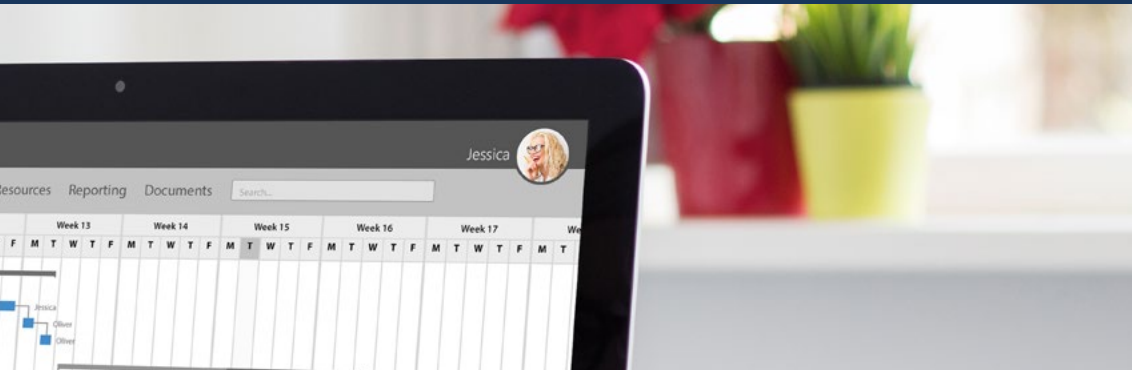 Jessica
Resources Reporting Documents Search...
Week 13 Week 14 Week 15 Week 16 Week 17 We
F M T W T F M T W T F M T W T F M T W T F M T W T F M T
Jessica
Oliver
Oliver